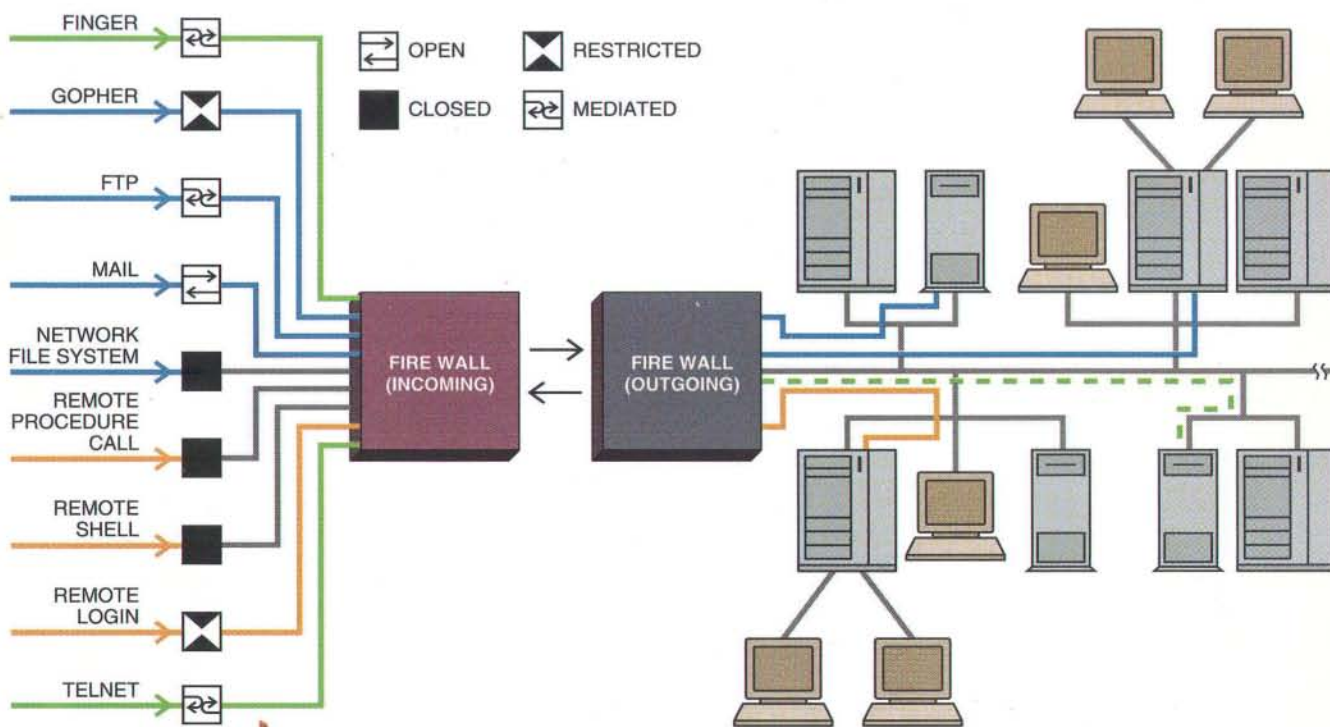 FINGER
GOPHER
FTP
MAIL
NETWORK
FILE SYSTEM
REMOTE
PROCEDURE
CALL
REMOTE
SHELL
REMOTE
LOGIN
TELNET
OPEN
CLOSED
RESTRICTED
MEDIATED
FIRE WALL
(INCOMING)
FIRE WALL
(OUTGOING)